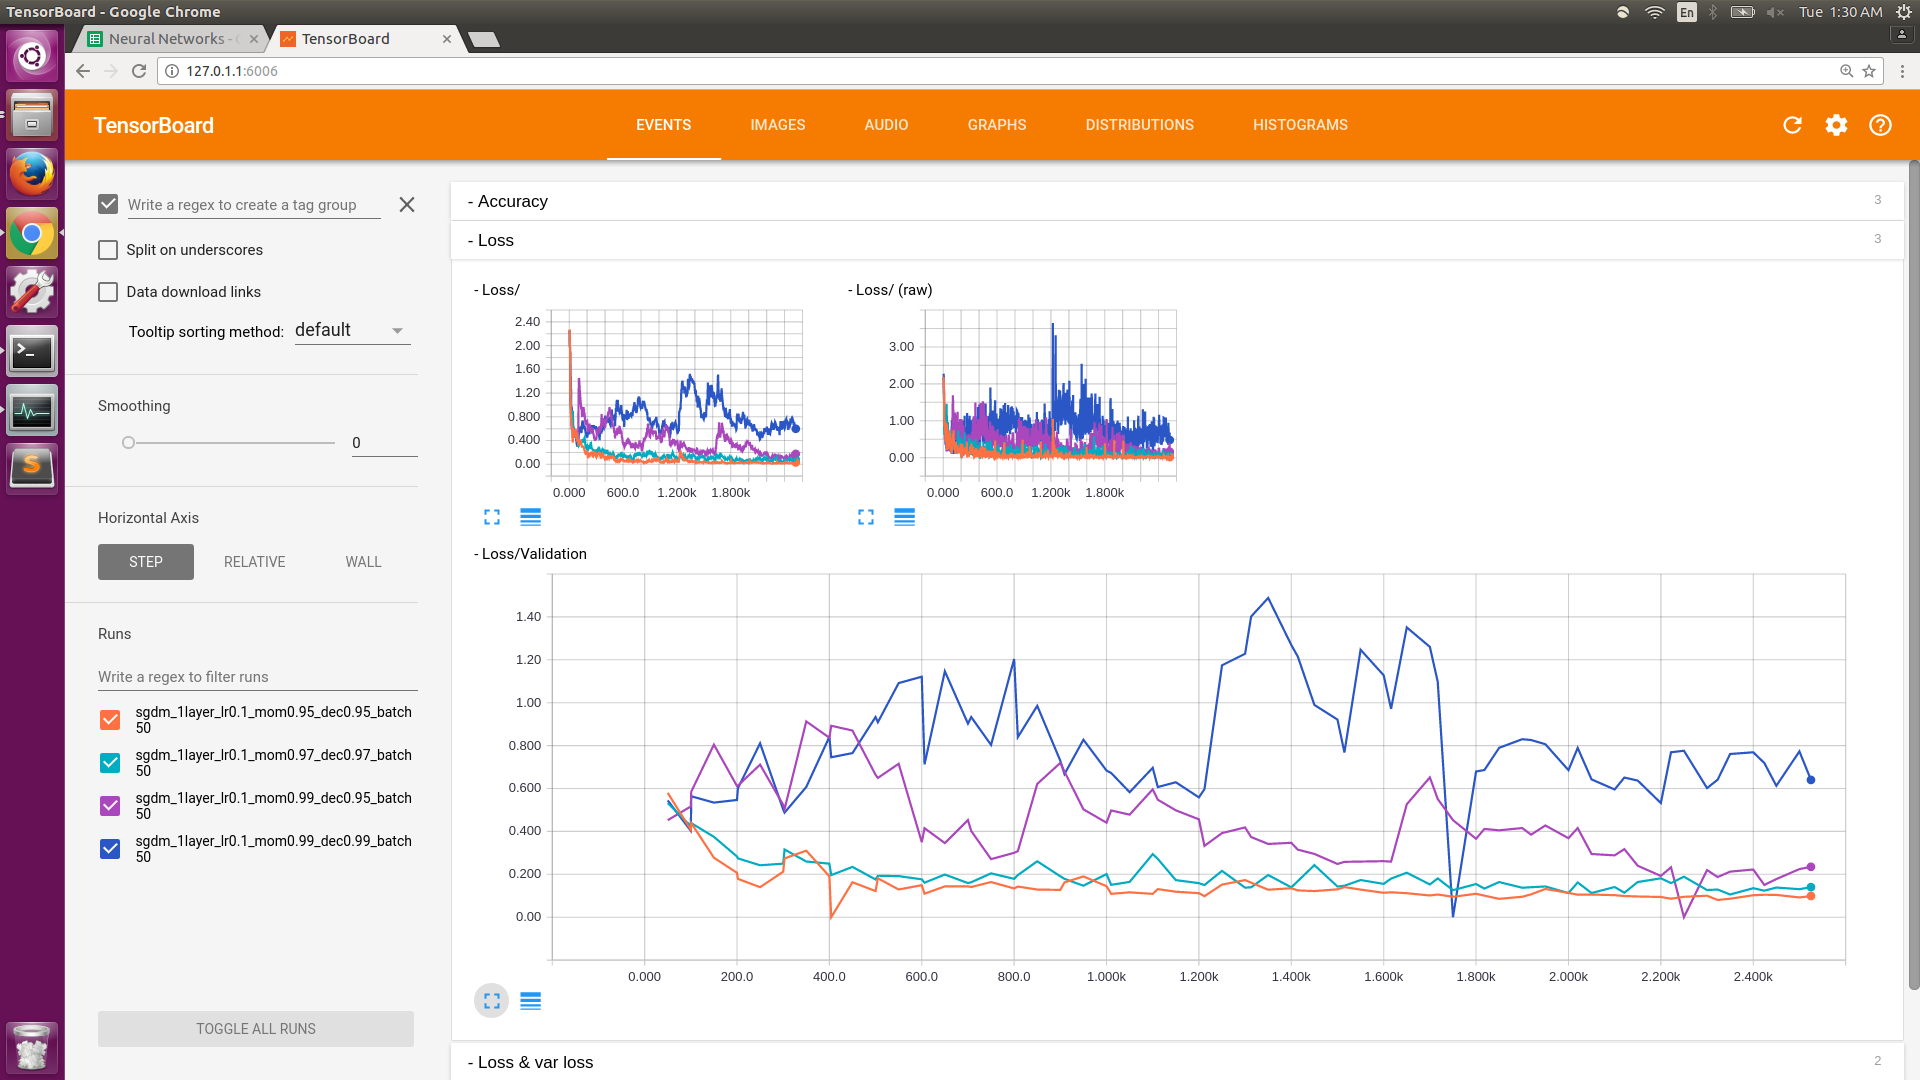 TensorBoard - Google Chrome
En
Tue 1:30 AM
Neural Networks -
TensorBoard
127.0.1.1:6006
TensorBoard
EVENTS
IMAGES
AUDIO
GRAPHS
DISTRIBUTIONS
HISTOGRAMS
Write a regex to create a tag group
Split on underscores
Data download links
Tooltip sorting method: default
Smoothing
0
Horizontal Axis
STEP
RELATIVE
WALL
Runs
Write a regex to filter runs
sgdm_1layer_lr0.1_mom0.95_dec0.95_batch
50
sgdm_1layer_lr0.1_mom0.97_dec0.97_batch
50
sgdm_1layer_lr0.1_mom0.99_dec0.95_batch
50
sgdm_1layer_lr0.1_mom0.99_dec0.99_batch
50
TOGGLE ALL RUNS
- Accuracy
3
- Loss
3
- Loss/
2.40
2.00
1.60
1.20
0.800
0.400
0.00
0.000 600.0 1.200k 1.800k
- Loss/ (raw)
3.00
2.00
1.00
0.00
0.000 600.0 1.200k 1.800k
- Loss/Validation
1.40
1.20
1.00
0.800
0.600
0.400
0.200
0.00
0.000 200.0 400.0 600.0 800.0 1.000k 1.200k 1.400k 1.600k 1.800k 2.000k 2.200k 2.400k
- Loss & var loss
2